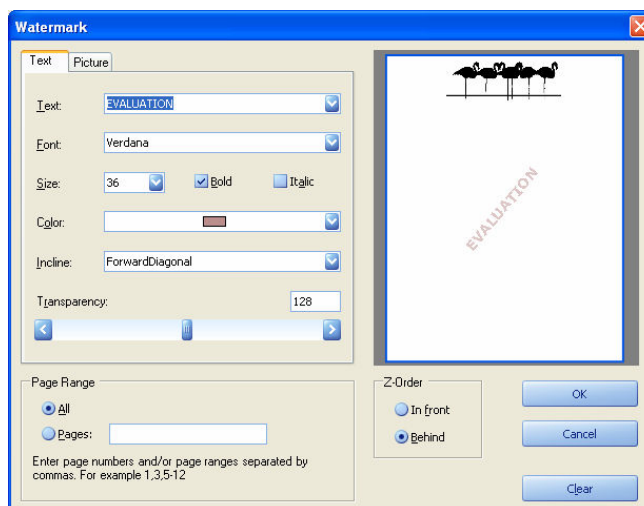 Watermark
Text Picture
Text: EVALUATION
Font: Verdana
Size: 36 Bold Italic
Color:
Incline: ForwardDiagonal
Transparency: 128
EVALUATION
Page Range
All
Pages:
Enter page numbers and/or page ranges separated by
commas. For example 1,3,5-12
Z-Order
In front
Behind
OK
Cancel
Clear